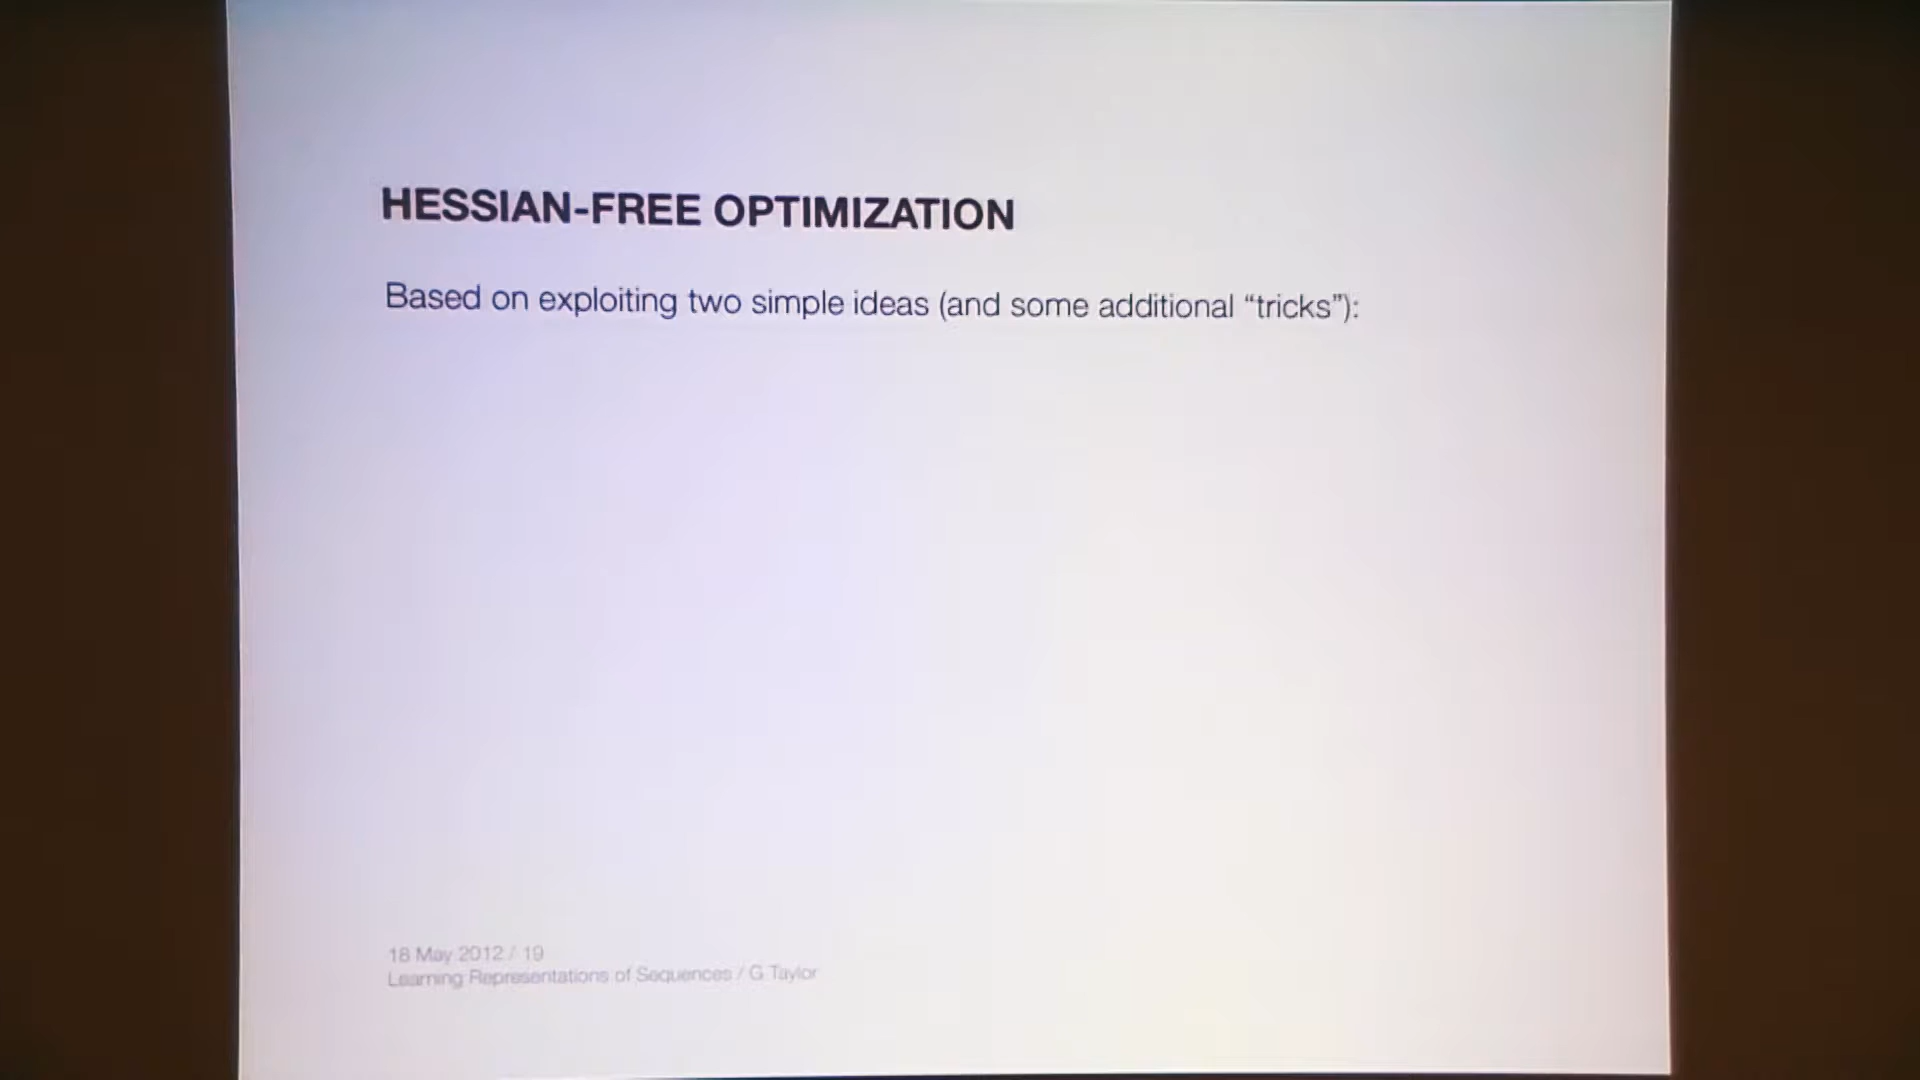 HESSIAN-FREE OPTIMIZATION
Based on exploiting two simple ideas (and some additional “tricks”):
18 May 2012 / 19
Learning Representations of Sequences / G Taylor